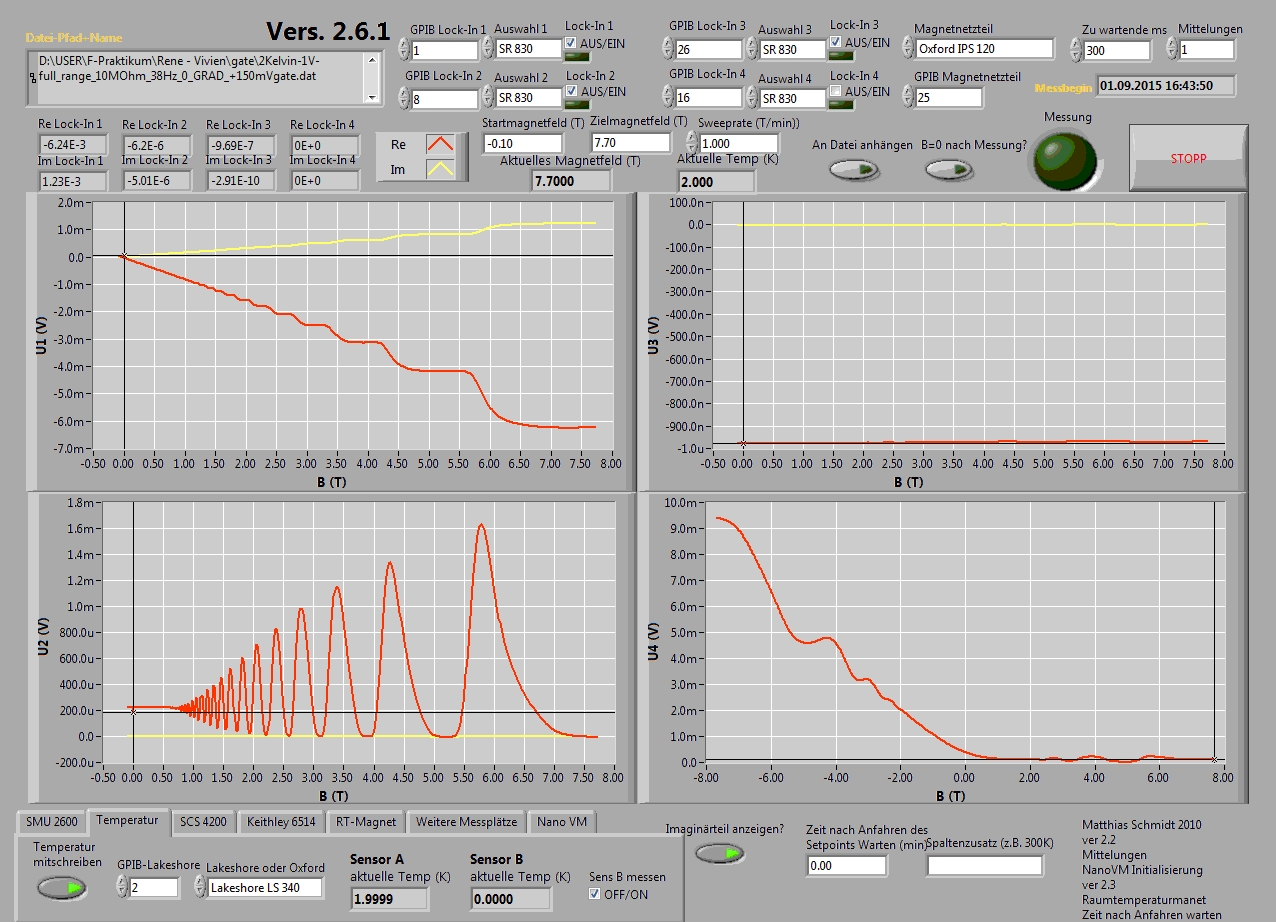 Vers. 2.6.1
Datei-Pfad--Name
D:\USER\F-Praktikum\Rene - Vivien\gate\2Kelvin-1V-
full_range_10MOhm_38Hz_0_GRAD_+150mVgate.dat
GPIB Lock-In 1 Auswahl 1 Lock-In 1
1 SR 830 AUS/EIN
GPIB Lock-In 2 Auswahl 2 Lock-In 2
8 SR 830 AUS/EIN
GPIB Lock-In 3 Auswahl 3 Lock-In 3
26 SR 830 AUS/EIN
GPIB Lock-In 4 Auswahl 4 Lock-In 4
16 SR 830 AUS/EIN
Magnetnetzteil
Oxford IPS 120
GPIB Magnetnetzteil
25
Zu wartende ms Mittelungen
300 1
Messbegin 01.09.2015 16:43:50
Re Lock-In 1 Re Lock-In 2 Re Lock-In 3 Re Lock-In 4
-6.24E-3 -6.2E-6 -9.69E-7 0E+0
Im Lock-In 1 Im Lock-In 2 Im Lock-In 3 Im Lock-In 4
1.23E-3 -5.01E-6 -2.91E-10 0E+0
Re
Im
Startmagnetfeld (T) Zielmagnetfeld (T) Sweeprate (T/min))
-0.10 7.70 1.000
Aktuelles Magnetfeld (T) Aktuelle Temp (K)
7.7000 2.000
An Datei anhängen B=0 nach Messung?
Messung
STOPP
2.0m
1.0m
0.0
-1.0m
-2.0m
-3.0m
-4.0m
-5.0m
-6.0m
-7.0m
U1 (V)
-0.50 0.00 0.50 1.00 1.50 2.00 2.50 3.00 3.50 4.00 4.50 5.00 5.50 6.00 6.50 7.00 7.50 8.00
B (T)
100.0n
0.0
-100.0n
-200.0n
-300.0n
-400.0n
-500.0n
-600.0n
-700.0n
-800.0n
-900.0n
-1.0u
U3 (V)
-0.50 0.00 0.50 1.00 1.50 2.00 2.50 3.00 3.50 4.00 4.50 5.00 5.50 6.00 6.50 7.00 7.50 8.00
B (T)
1.8m
1.6m
1.4m
1.2m
1.0m
800.0u
600.0u
400.0u
200.0u
0.0
-200.0u
U2 (V)
-0.50 0.00 0.50 1.00 1.50 2.00 2.50 3.00 3.50 4.00 4.50 5.00 5.50 6.00 6.50 7.00 7.50 8.00
B (T)
10.0m
9.0m
8.0m
7.0m
6.0m
5.0m
4.0m
3.0m
2.0m
1.0m
0.0
U4 (V)
-8.00 -6.00 -4.00 -2.00 0.00 2.00 4.00 6.00 8.00
B (T)
SMU 2600 Temperatur SCS 4200 Keithley 6514 RT-Magnet Weitere Messplätze Nano VM
Temperatur
mitschreiben
GPIB-Lakeshore Lakeshore oder Oxford
2 Lakeshore LS 340
Sensor A
aktuelle Temp (K)
1.9999
Sensor B
aktuelle Temp (K)
0.0000
Sens B messen
OFF/ON
Imaginärteil anzeigen?
Zeit nach Anfahren des
Setpoints Warten (min)
0.00
Spaltenzusatz (z.B. 300K)
Matthias Schmidt 2010
ver 2.2
Mittelungen
NanoVM Initialisierung
ver 2.3
Raumtemperaturmanet
Zeit nach Anfahren warten